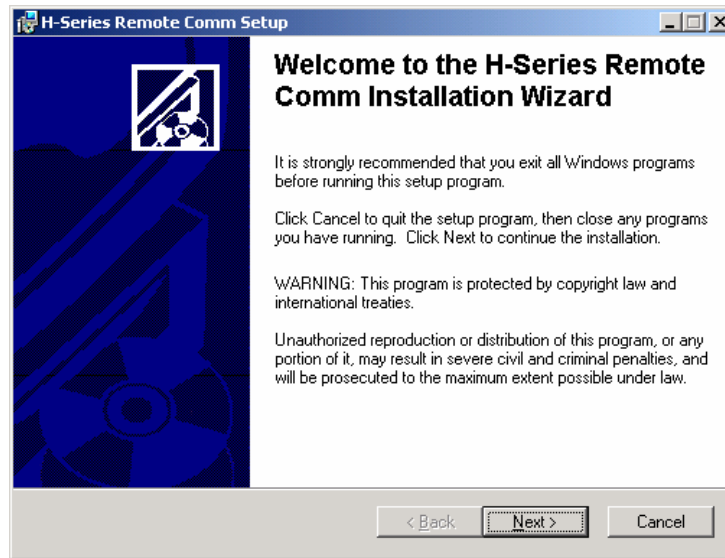 H-Series Remote Comm Setup
Welcome to the H-Series Remote
Comm Installation Wizard
It is strongly recommended that you exit all Windows programs
before running this setup program.
Click Cancel to quit the setup program, then close any programs
you have running.  Click Next to continue the installation.
WARNING: This program is protected by copyright law and
international treaties.
Unauthorized reproduction or distribution of this program, or any
portion of it, may result in severe civil and criminal penalties, and
will be prosecuted to the maximum extent possible under law.
< Back Next > Cancel